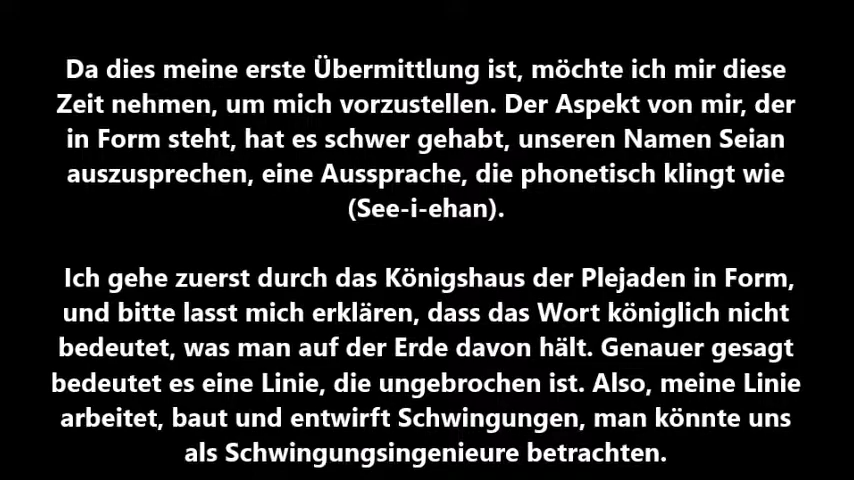 Da dies meine erste Übermittlung ist, möchte ich mir diese
Zeit nehmen, um mich vorzustellen. Der Aspekt von mir, der
in Form steht, hat es schwer gehabt, unseren Namen Seian
auszusprechen, eine Aussprache, die phonetisch klingt wie
(See-i-ehan).
Ich gehe zuerst durch das Königshaus der Plejaden in Form,
und bitte lasst mich erklären, dass das Wort königlich nicht
bedeutet, was man auf der Erde davon hält. Genauer gesagt
bedeutet es eine Linie, die ungebrochen ist. Also, meine Linie
arbeitet, baut und entwirft Schwingungen, man könnte uns
als Schwingungsingenieure betrachten.